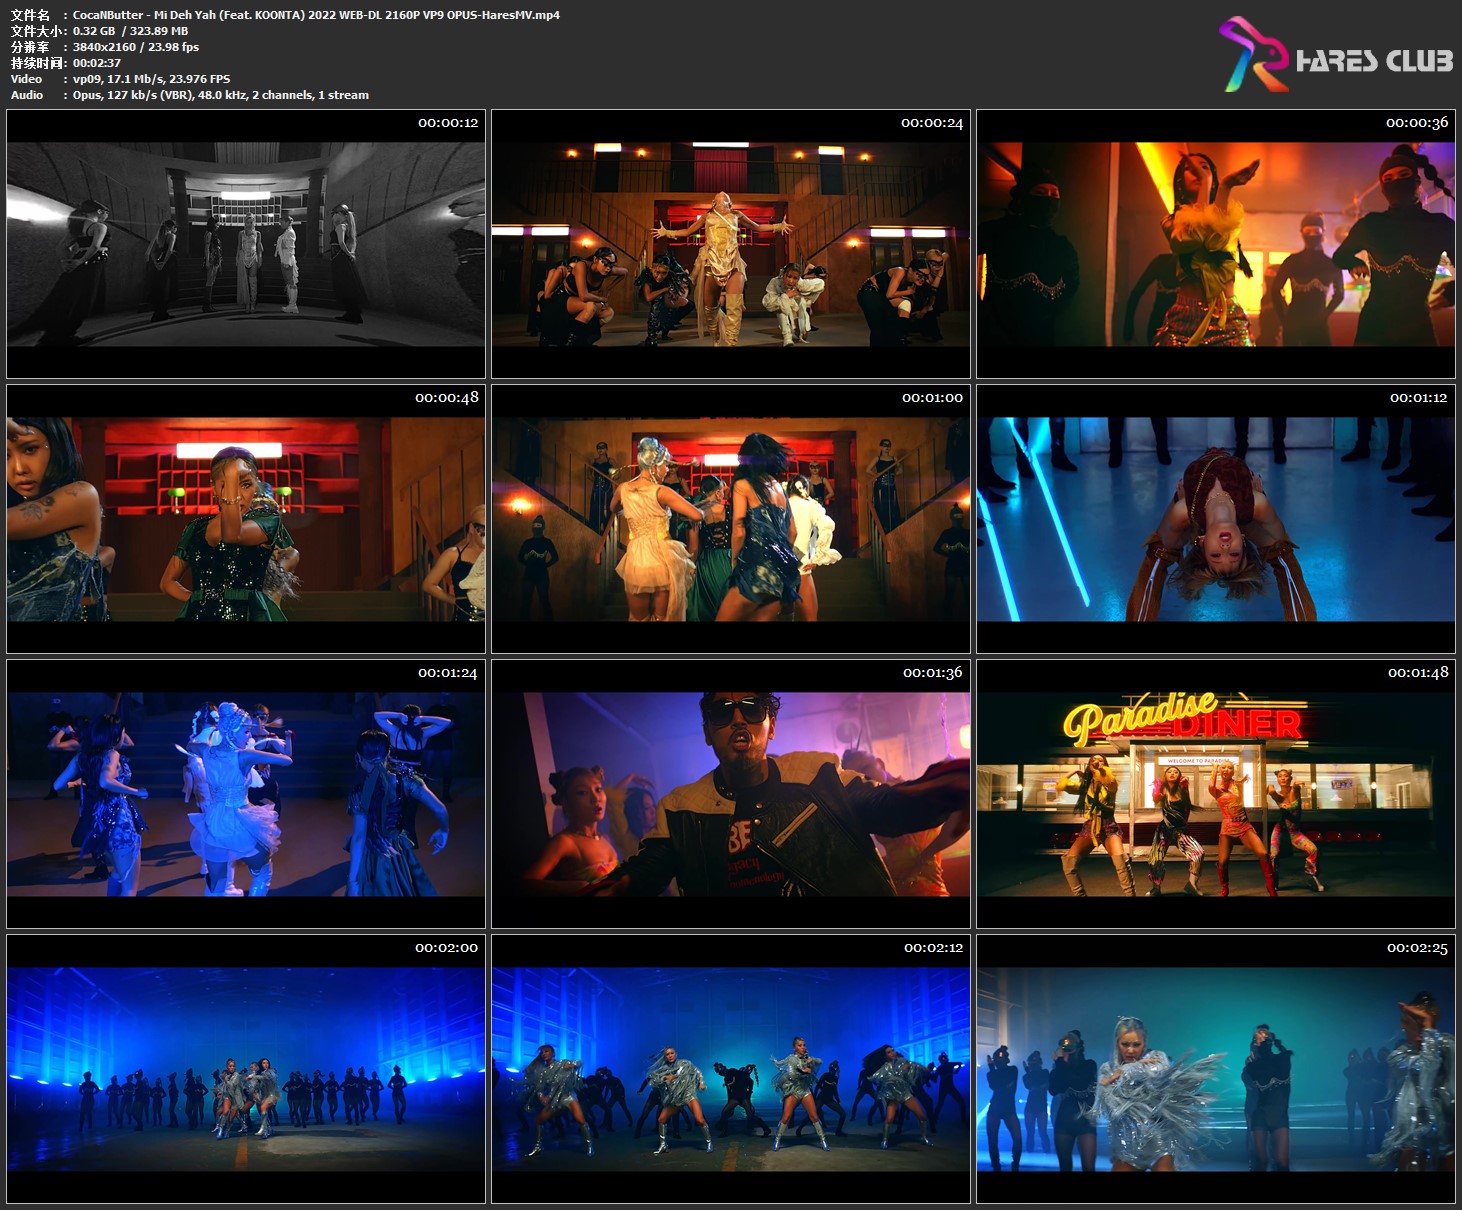 文件名 : CocaNButter - Mi Deh Yah (Feat. KOONTA) 2022 WEB-DL 2160P VP9 OPUS-HaresMV.mp4
文件大小: 0.32 GB / 323.89 MB
分辨率 : 3840x2160 / 23.98 fps
持续时间: 00:02:37
Video : vp09, 17.1 Mb/s, 23.976 FPS
Audio : Opus, 127 kb/s (VBR), 48.0 kHz, 2 channels, 1 stream
HARES CLUB
00:00:12
00:00:24
00:00:36
00:00:48
00:01:00
00:01:12
00:01:24
00:01:36
00:01:48
Paradise
DINER
WELCOME TO PARADISE
00:02:00
00:02:12
00:02:25